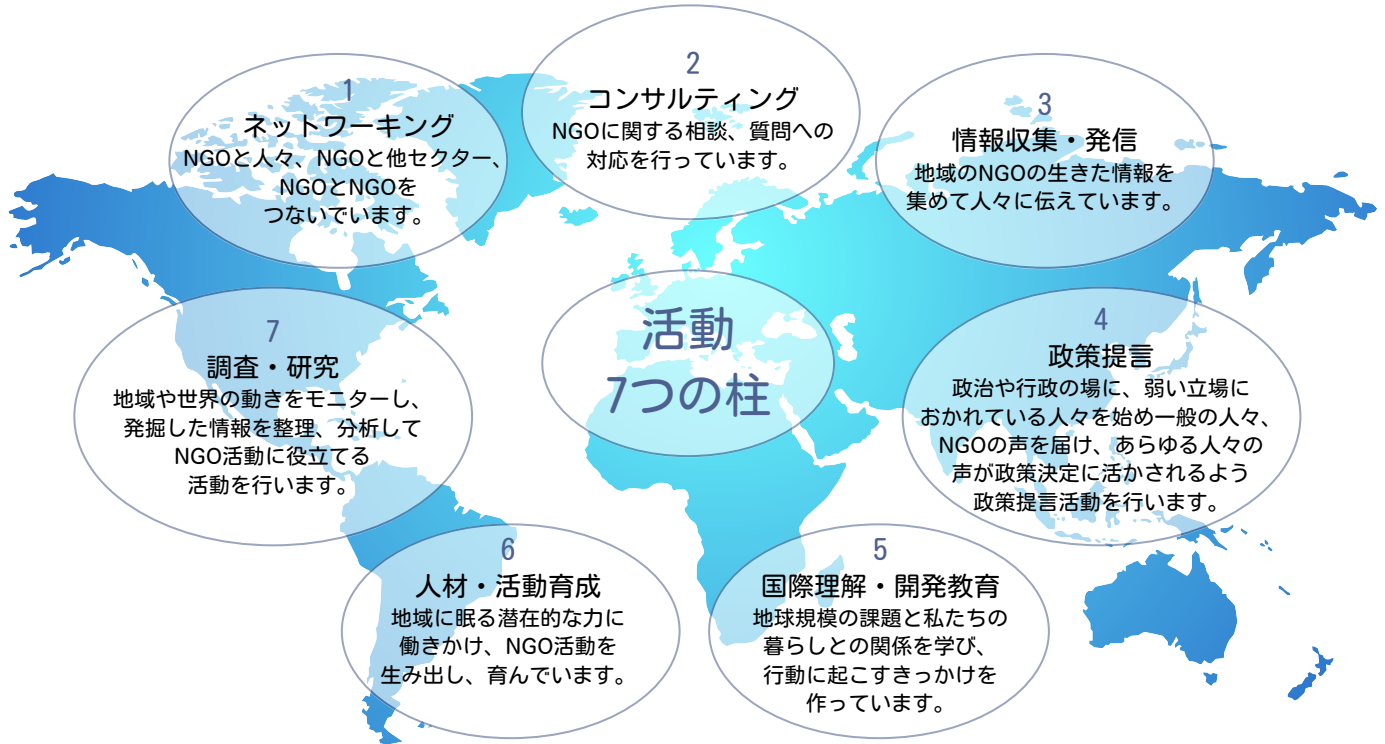 活動
7つの柱
1
ネットワーキング
NGOと人々、NGOと他セクター、
NGOとNGOを
つないでいます。
2
コンサルティング
NGOに関する相談、質問への
対応を行っています。
3
情報収集・発信
地域のNGOの生きた情報を
集めて人々に伝えています。
4
政策提言
政治や行政の場に、弱い立場に
おかれている人々を始め一般の人々、
NGOの声を届け、あらゆる人々の
声が政策決定に活かされるよう
政策提言活動を行います。
5
国際理解・開発教育
地球規模の課題と私たちの
暮らしとの関係を学び、
行動に起こすきっかけを
作っています。
6
人材・活動育成
地域に眠る潜在的な力に
働きかけ、NGO活動を
生み出し、育んでいます。
7
調査・研究
地域や世界の動きをモニターし、
発掘した情報を整理、分析して
NGO活動に役立てる
活動を行います。